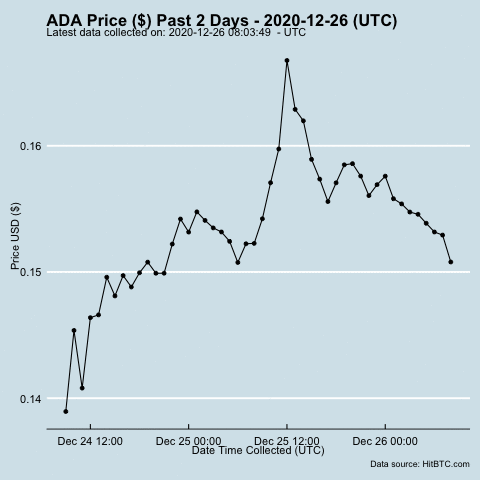 ADA Price ($) Past 2 Days - 2020-12-26 (UTC)
Latest data collected on: 2020-12-26 08:03:49  - UTC
0.16
0.15
0.14
Price USD ($)
Dec 24 12:00 Dec 25 00:00 Dec 25 12:00 Dec 26 00:00
Date Time Collected (UTC)
Data source: HitBTC.com